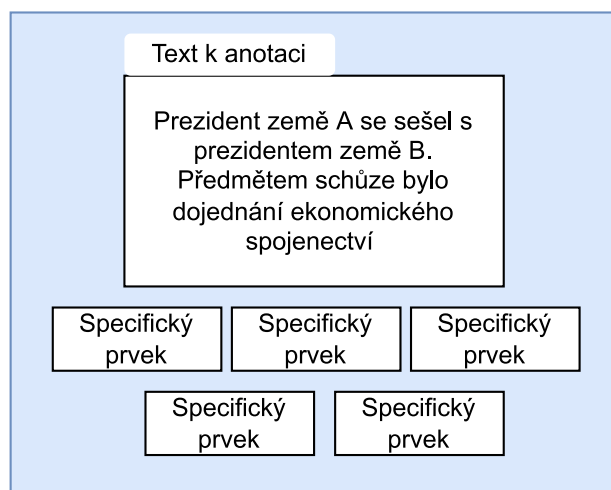 Text k anotaci
Prezident země A se sešel s
prezidentem země B.
Předmětem schůze bylo
dojednání ekonomického
spojenectví
Specifický
prvek
Specifický
prvek
Specifický
prvek
Specifický
prvek
Specifický
prvek